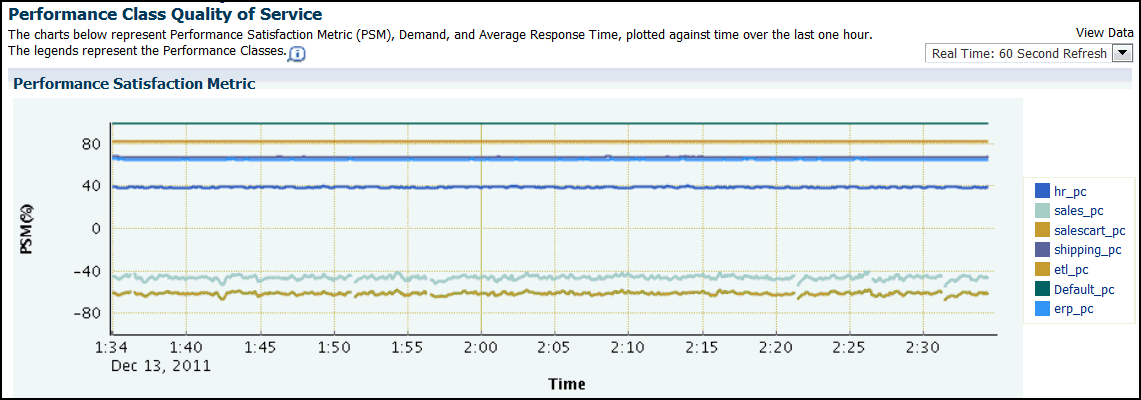 Performance Class Quality of Service
The charts below represent Performance Satisfaction Metric (PSM), Demand, and Average Response Time, plotted against time over the last one hour.
The legends represent the Performance Classes.
View Data
Real Time: 60 Second Refresh
Performance Satisfaction Metric
80
40
0
-40
-80
PSM(%)
1:34 1:40 1:45 1:50 1:55 2:00 2:05 2:10 2:15 2:20 2:25 2:30
Dec 13, 2011
Time
hr_pc
sales_pc
salescart_pc
shipping_pc
etl_pc
Default_pc
erp_pc